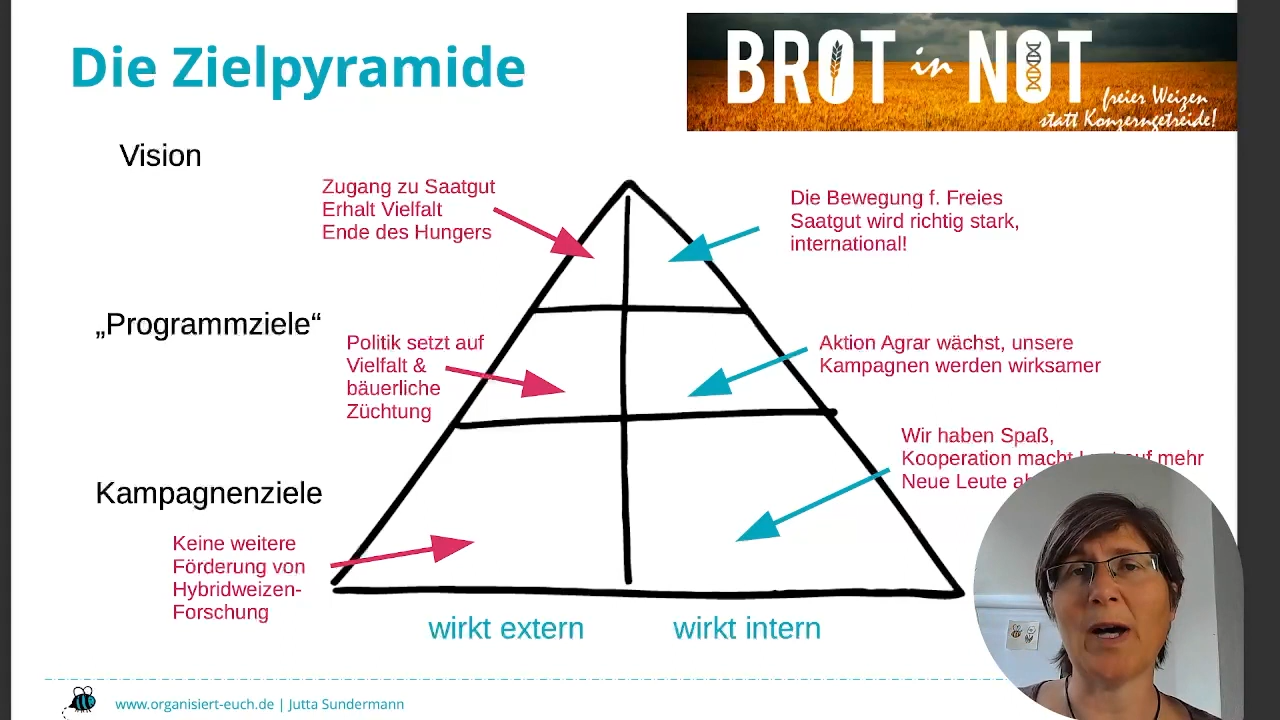 Die Zielpyramide
BROT in NOT
freier Weizen
statt Konzerngetreide!
Vision
Zugang zu Saatgut
Erhalt Vielfalt
Ende des Hungers
Die Bewegung f. Freies
Saatgut wird richtig stark,
international!
„Programmziele“
Politik setzt auf
Vielfalt &
bäuerliche
Züchtung
Aktion Agrar wächst, unsere
Kampagnen werden wirksamer
Wir haben Spaß,
Kooperation macht auf mehr
Neue Leute
Kampagnenziele
Keine weitere
Förderung von
Hybridweizen-
Forschung
wirkt extern
wirkt intern
www.organisiert-euch.de | Jutta Sundermann